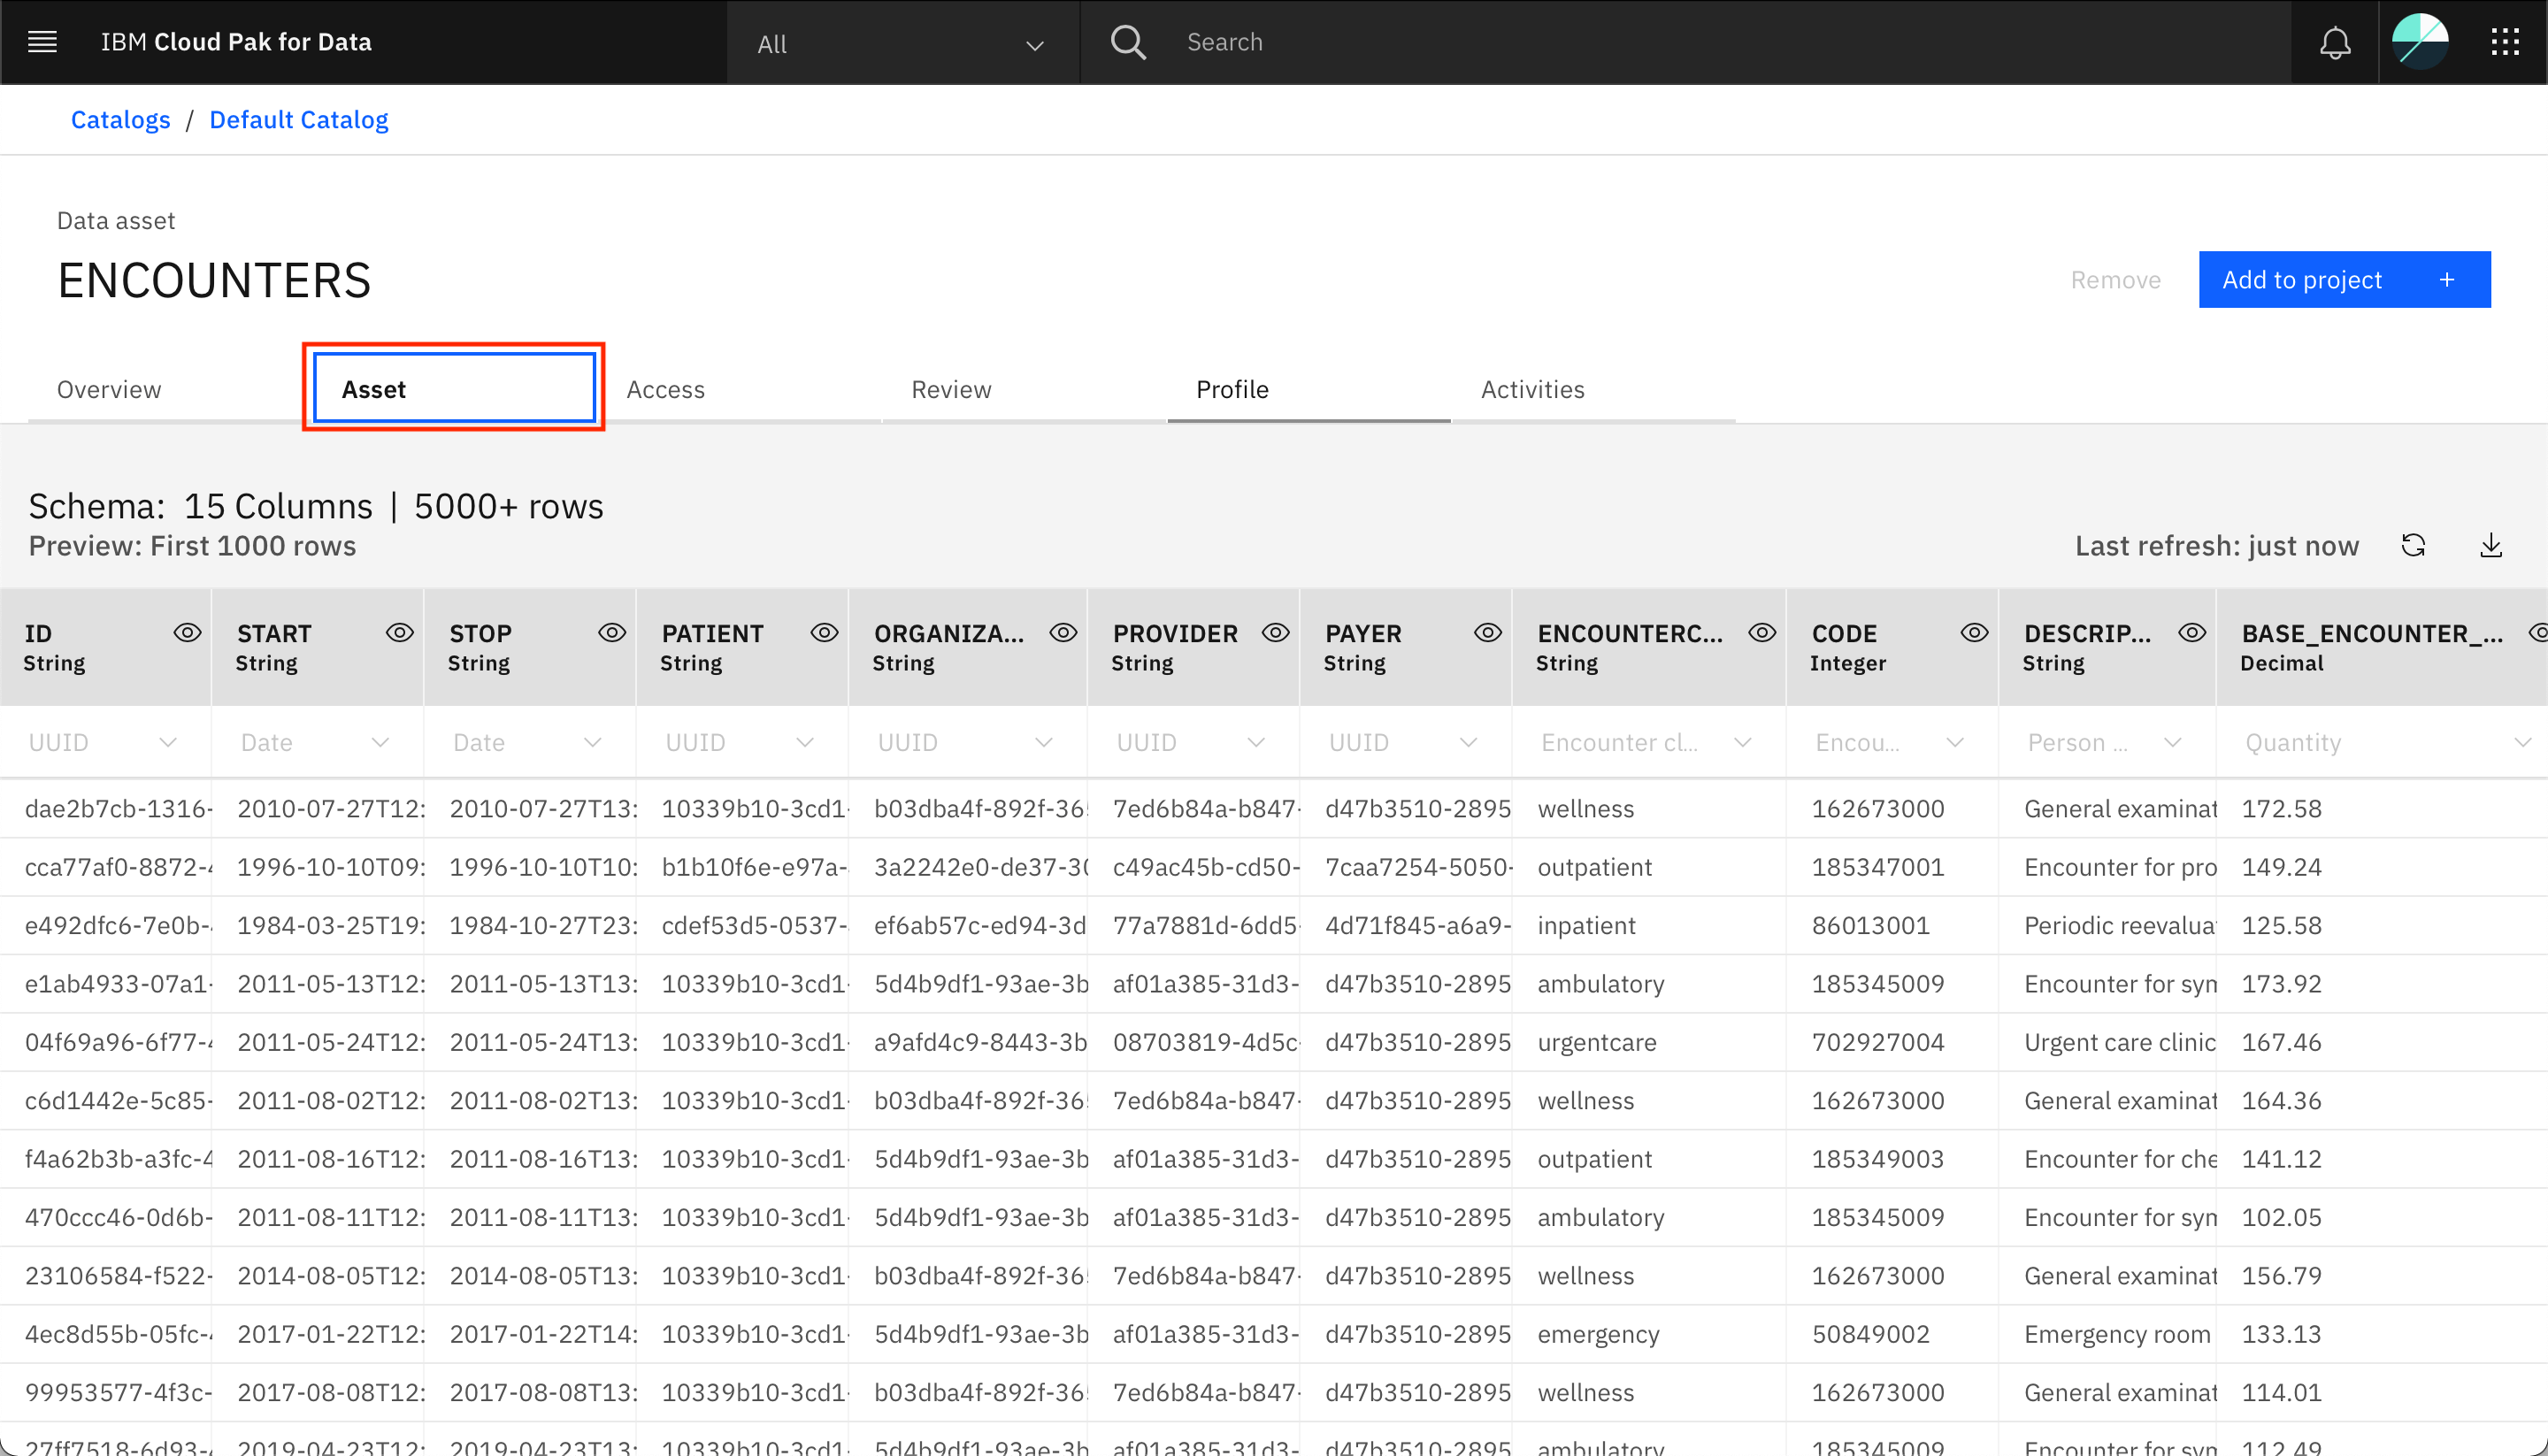 IBM Cloud Pak for Data All Search
Catalogs / Default Catalog
Data asset
ENCOUNTERS
Remove Add to project +
Overview Asset Access Review Profile Activities
Schema: 15 Columns | 5000+ rows
Preview: First 1000 rows
Last refresh: just now
ID START STOP PATIENT ORGANIZA... PROVIDER PAYER ENCOUNTERC... CODE DESCRIP... BASE_ENCOUNTER_...
String String String String String String String String Integer String Decimal
UUID Date Date UUID UUID UUID UUID Encounter cl... Encou... Person ... Quantity
dae2b7cb-1316- 2010-07-27T12: 2010-07-27T13: 10339b10-3cd1- b03dba4f-892f-36 7ed6b84a-b847- d47b3510-2895 wellness 162673000 General examinat 172.58
cca77af0-8872- 1996-10-10T09: 1996-10-10T10: b1b10f6e-e97a- 3a2242e0-de37-30 c49ac45b-cd50- 7caa7254-5050- outpatient 185347001 Encounter for pro 149.24
e492dfc6-7e0b- 1984-03-25T19: 1984-10-27T23: cdef53d5-0537- ef6ab57c-ed94-3d 77a7881d-6dd5- 4d71f845-a6a9- inpatient 86013001 Periodic reevalua 125.58
e1ab4933-07a1- 2011-05-13T12: 2011-05-13T13: 10339b10-3cd1- 5d4b9df1-93ae-3b af01a385-31d3- d47b3510-2895 ambulatory 185345009 Encounter for sym 173.92
04f69a96-6f77- 2011-05-24T12: 2011-05-24T13: 10339b10-3cd1- a9afd4c9-8443-3b 08703819-4d5c- d47b3510-2895 urgentcare 702927004 Urgent care clinic 167.46
c6d1442e-5c85- 2011-08-02T12: 2011-08-02T13: 10339b10-3cd1- b03dba4f-892f-36 7ed6b84a-b847- d47b3510-2895 wellness 162673000 General examinat 164.36
f4a62b3b-a3fc-4 2011-08-16T12: 2011-08-16T13: 10339b10-3cd1- 5d4b9df1-93ae-3b af01a385-31d3- d47b3510-2895 outpatient 185349003 Encounter for che 141.12
470ccc46-0d6b- 2011-08-11T12: 2011-08-11T13: 10339b10-3cd1- 5d4b9df1-93ae-3b af01a385-31d3- d47b3510-2895 ambulatory 185345009 Encounter for sym 102.05
23106584-f522- 2014-08-05T12: 2014-08-05T13: 10339b10-3cd1- b03dba4f-892f-36 7ed6b84a-b847- d47b3510-2895 wellness 162673000 General examinat 156.79
4ec8d55b-05fc- 2017-01-22T12: 2017-01-22T14: 10339b10-3cd1- 5d4b9df1-93ae-3b af01a385-31d3- d47b3510-2895 emergency 50849002 Emergency room 133.13
99953577-4f3c- 2017-08-08T12: 2017-08-08T13: 10339b10-3cd1- b03dba4f-892f-36 7ed6b84a-b847- d47b3510-2895 wellness 162673000 General examinat 114.01
27ff7518-6d93- 2019-04-23T12: 2019-04-23T13: 10339b10-3cd1- 5d4b9df1-93ae-3b af01a385-31d3- d47b3510-2895 ambulatory 185345009 Encounter for sym 112.49